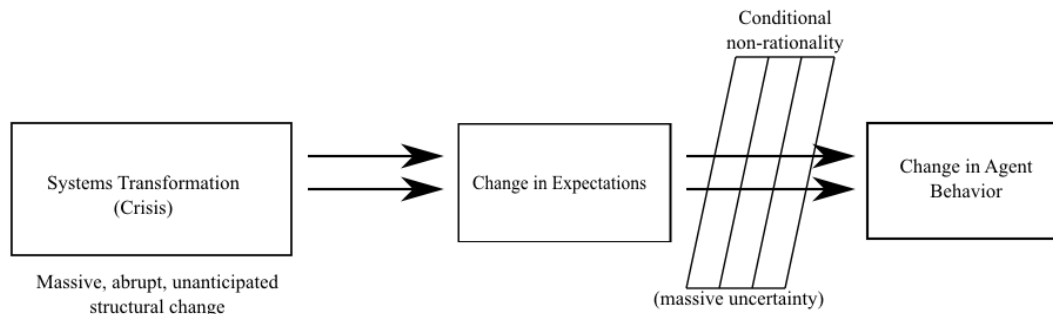 Conditional
non-rationality
Systems Transformation
(Crisis)
Change in Expectations
Change in Agent
Behavior
Massive, abrupt, unanticipated
structural change
(massive uncertainty)